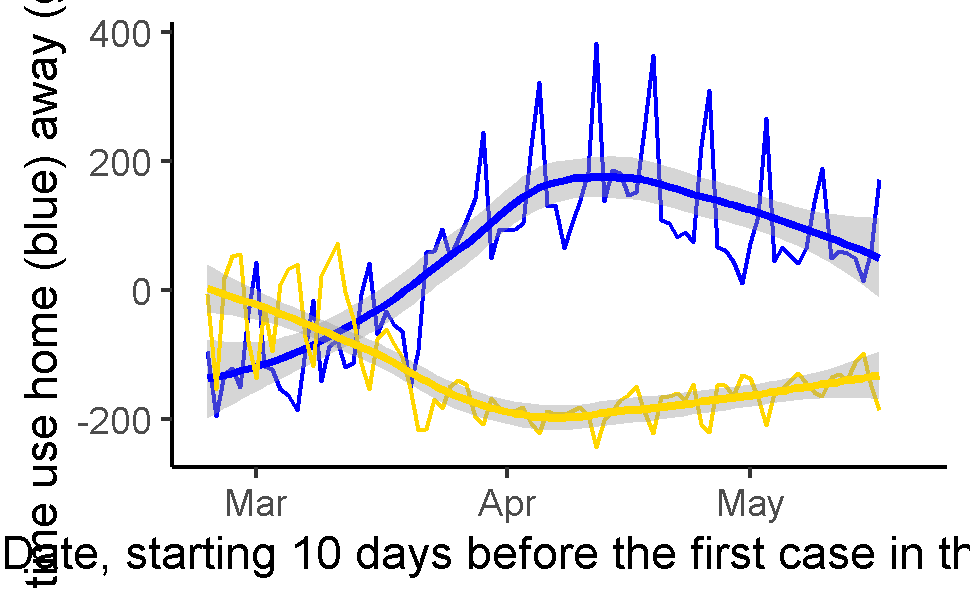 400
200
0
-200
time use home (blue) away (
Mar
Apr
May
Date, starting 10 days before the first case in th